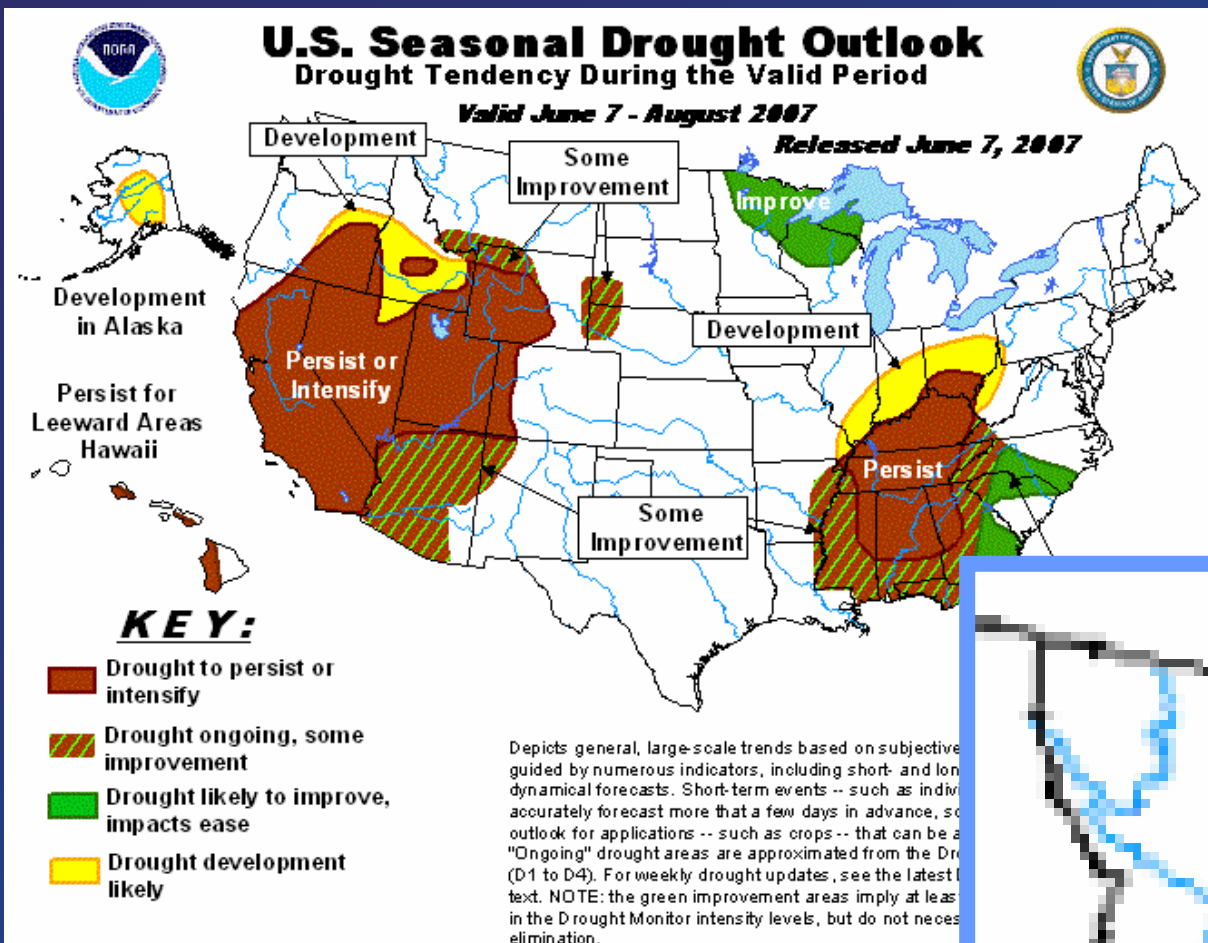 NOAA
U.S. Seasonal Drought Outlook
Drought Tendency During the Valid Period
Valid June 7 - August 2007
Released June 7, 2007
Development
Some
Improvement
Improve
Development
in Alaska
Persist or
Intensify
Development
Persist for
Leeward Areas
Hawaii
Persist
Some
Improvement
KEY:
Drought to persist or
intensify
Drought ongoing, some
improvement
Drought likely to improve,
impacts ease
Drought development
likely
Depicts general, large-scale trends based on subjective
guided by numerous indicators, including short- and
dynamical forecasts. Short-term events -- such as
accurately forecast more that a few days in advance,
outlook for applications -- such as crops -- that can be
"Ongoing" drought areas are approximated from the
(D1 to D4). For weekly drought updates, see the latest
text. NOTE: the green improvement areas imply at
in the Drought Monitor intensity levels, but do not
elimination.